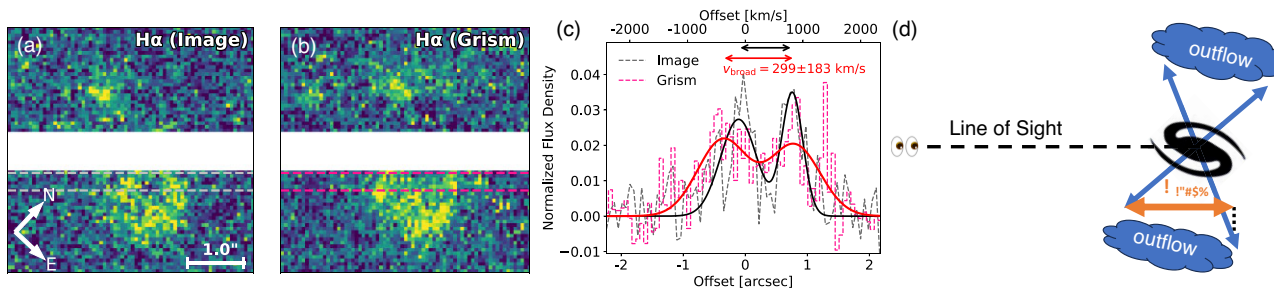 (a)
Hα (Image)
N
E
1.0"
(b)
Hα (Grism)
(c)
Offset [km/s]
-2000 -1000 0 1000 2000
Image
Grism
v_broad = 299±183 km/s
Normalized Flux Density
0.04
0.03
0.02
0.01
0.00
−0.01
-2 -1 0 1 2
Offset [arcsec]
(d)
outflow
Line of Sight
! !"#$%
outflow